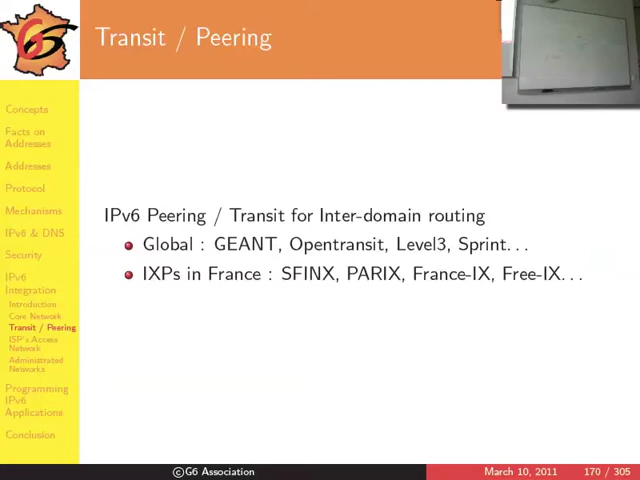 G6
Transit / Peering
Concepts
Facts on
Addresses
Addresses
Protocol
Mechanisms
IPv6 & DNS
Security
IPv6
Integration
Introduction
Core Network
Transit / Peering
ISP's Access
Network
Administrated
Networks
Programming
IPv6
Applications
Conclusion
IPv6 Peering / Transit for Inter-domain routing
Global : GEANT, Opentransit, Level3, Sprint. . .
IXPs in France : SFINX, PARIX, France-IX, Free-IX. . .
©G6 Association
March 10, 2011
170 / 305